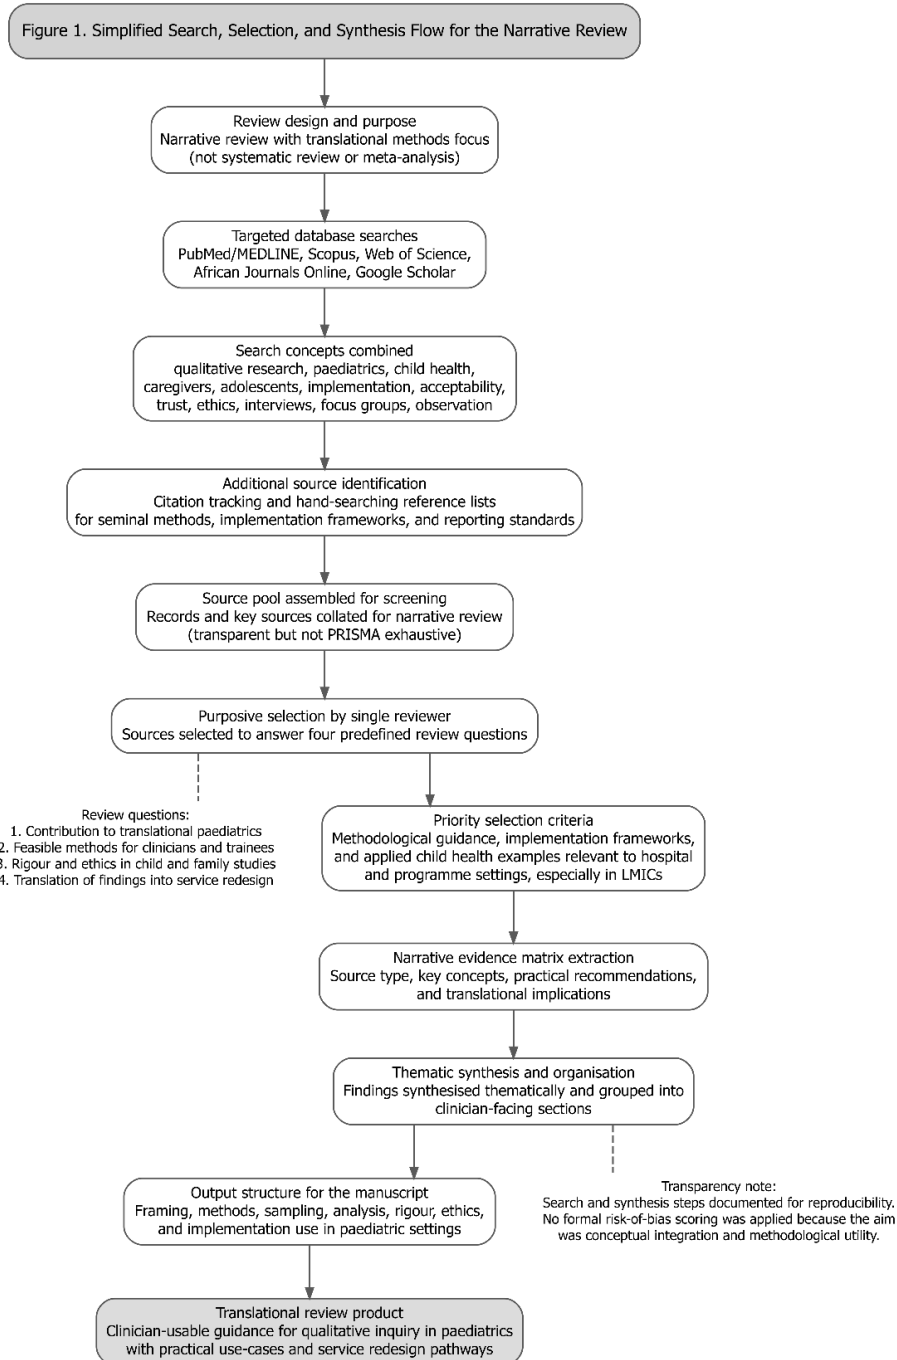 Figure 1. Simplified Search, Selection, and Synthesis Flow for the Narrative Review
Review design and purpose
Narrative review with translational methods focus
(not systematic review or meta-analysis)
Targeted database searches
PubMed/MEDLINE, Scopus, Web of Science,
African Journals Online, Google Scholar
Search concepts combined
qualitative research, paediatrics, child health,
caregivers, adolescents, implementation, acceptability,
trust, ethics, interviews, focus groups, observation
Additional source identification
Citation tracking and hand-searching reference lists
for seminal methods, implementation frameworks, and reporting standards
Source pool assembled for screening
Records and key sources collated for narrative review
(transparent but not PRISMA exhaustive)
Purposive selection by single reviewer
Sources selected to answer four predefined review questions
Review questions:
1. Contribution to translational paediatrics
2. Feasible methods for clinicians and trainees
3. Rigour and ethics in child and family studies
4. Translation of findings into service redesign
Priority selection criteria
Methodological guidance, implementation frameworks,
and applied child health examples relevant to hospital
and programme settings, especially in LMICs
Narrative evidence matrix extraction
Source type, key concepts, practical recommendations,
and translational implications
Thematic synthesis and organisation
Findings synthesised thematically and grouped into
clinician-facing sections
Transparency note:
Search and synthesis steps documented for reproducibility.
No formal risk-of-bias scoring was applied because the aim
was conceptual integration and methodological utility.
Output structure for the manuscript
Framing, methods, sampling, analysis, rigour, ethics,
and implementation use in paediatric settings
Translational review product
Clinician-usable guidance for qualitative inquiry in paediatrics
with practical use-cases and service redesign pathways